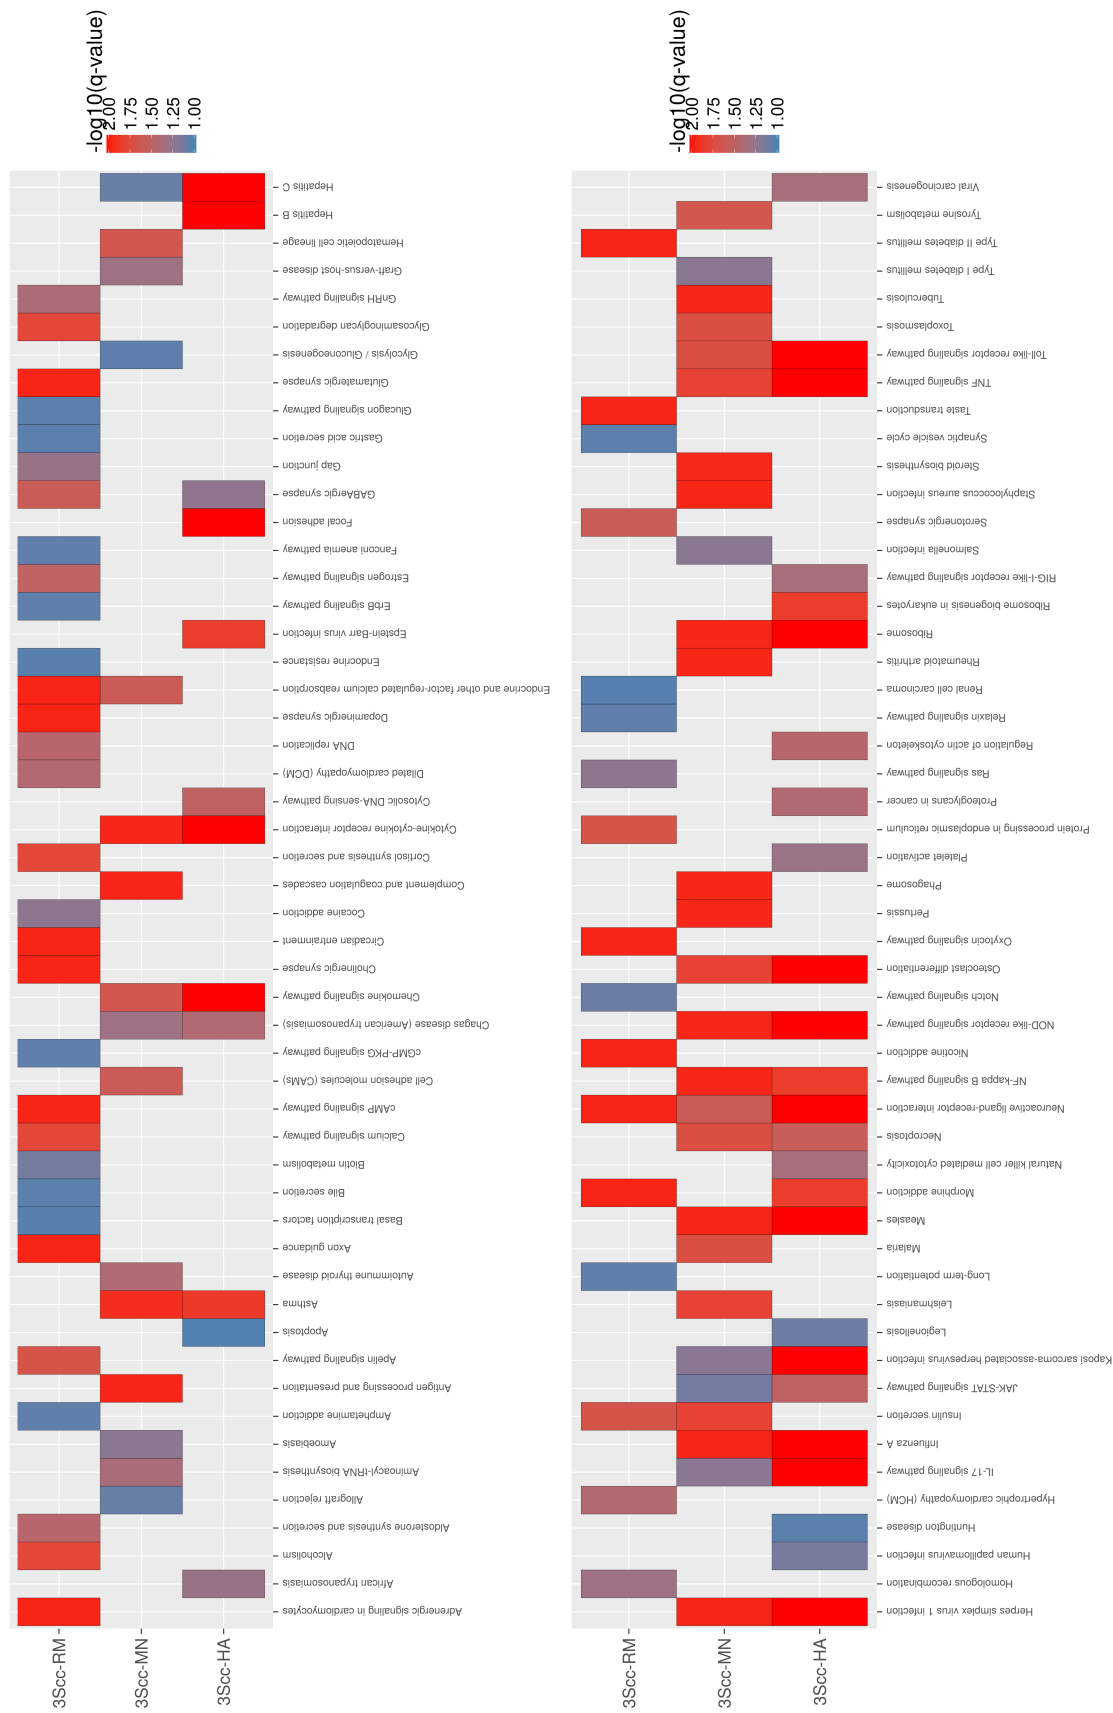 -log10(q-value)
2.00
1.75
1.50
1.25
1.00
Hepatitis C
Hepatitis B
Hematopoietic cell lineage
Graft-versus-host disease
GnRH signaling pathway
Glycosaminoglycan degradation
Glycolysis / Gluconeogenesis
Glutamatergic synapse
Glucagon signaling pathway
Gastric acid secretion
Gap junction
GABAergic synapse
Focal adhesion
Fanconi anemia pathway
Estrogen signaling pathway
ErbB signaling pathway
Epstein-Barr virus infection
Endocrine resistance
Endocrine and other factor-regulated calcium reabsorption
Dopaminergic synapse
DNA replication
Dilated cardiomyopathy (DCM)
Cytosolic DNA-sensing pathway
Cytokine-cytokine receptor interaction
Cortisol synthesis and secretion
Complement and coagulation cascades
Cocaine addiction
Circadian entrainment
Cholinergic synapse
Chemokine signaling pathway
Chagas disease (American trypanosomiasis)
cGMP-PKG signaling pathway
Cell adhesion molecules (CAMs)
cAMP signaling pathway
Calcium signaling pathway
Biotin metabolism
Bile secretion
Basal transcription factors
Axon guidance
Autoimmune thyroid disease
Asthma
Apoptosis
Apelin signaling pathway
Antigen processing and presentation
Amphetamine addiction
Amoebiasis
Aminoacyl-tRNA biosynthesis
Allograft rejection
Aldosterone synthesis and secretion
Alcoholism
African trypanosomiasis
Adrenergic signaling in cardiomyocytes
3Scc-RM
3Scc-MN
3Scc-HA
-log10(q-value)
2.00
1.75
1.50
1.25
1.00
Viral carcinogenesis
Tyrosine metabolism
Type II diabetes mellitus
Type I diabetes mellitus
Tuberculosis
Toxoplasmosis
Toll-like receptor signaling pathway
TNF signaling pathway
Taste transduction
Synaptic vesicle cycle
Steroid biosynthesis
Staphylococcus aureus infection
Serotonergic synapse
Salmonella infection
RIG-I-like receptor signaling pathway
Ribosome biogenesis in eukaryotes
Ribosome
Rheumatoid arthritis
Renal cell carcinoma
Relaxin signaling pathway
Regulation of actin cytoskeleton
Ras signaling pathway
Proteoglycans in cancer
Protein processing in endoplasmic reticulum
Platelet activation
Phagosome
Pertussis
Oxytocin signaling pathway
Osteoclast differentiation
Notch signaling pathway
NOD-like receptor signaling pathway
Nicotine addiction
NF-kappa B signaling pathway
Neuroactive ligand-receptor interaction
Necroptosis
Natural killer cell mediated cytotoxicity
Morphine addiction
Measles
Malaria
Long-term potentiation
Leishmaniasis
Legionellosis
Kaposi sarcoma-associated herpesvirus infection
JAK-STAT signaling pathway
Insulin secretion
Influenza A
IL-17 signaling pathway
Hypertrophic cardiomyopathy (HCM)
Huntington disease
Human papillomavirus infection
Homologous recombination
Herpes simplex virus 1 infection
3Scc-RM
3Scc-MN
3Scc-HA